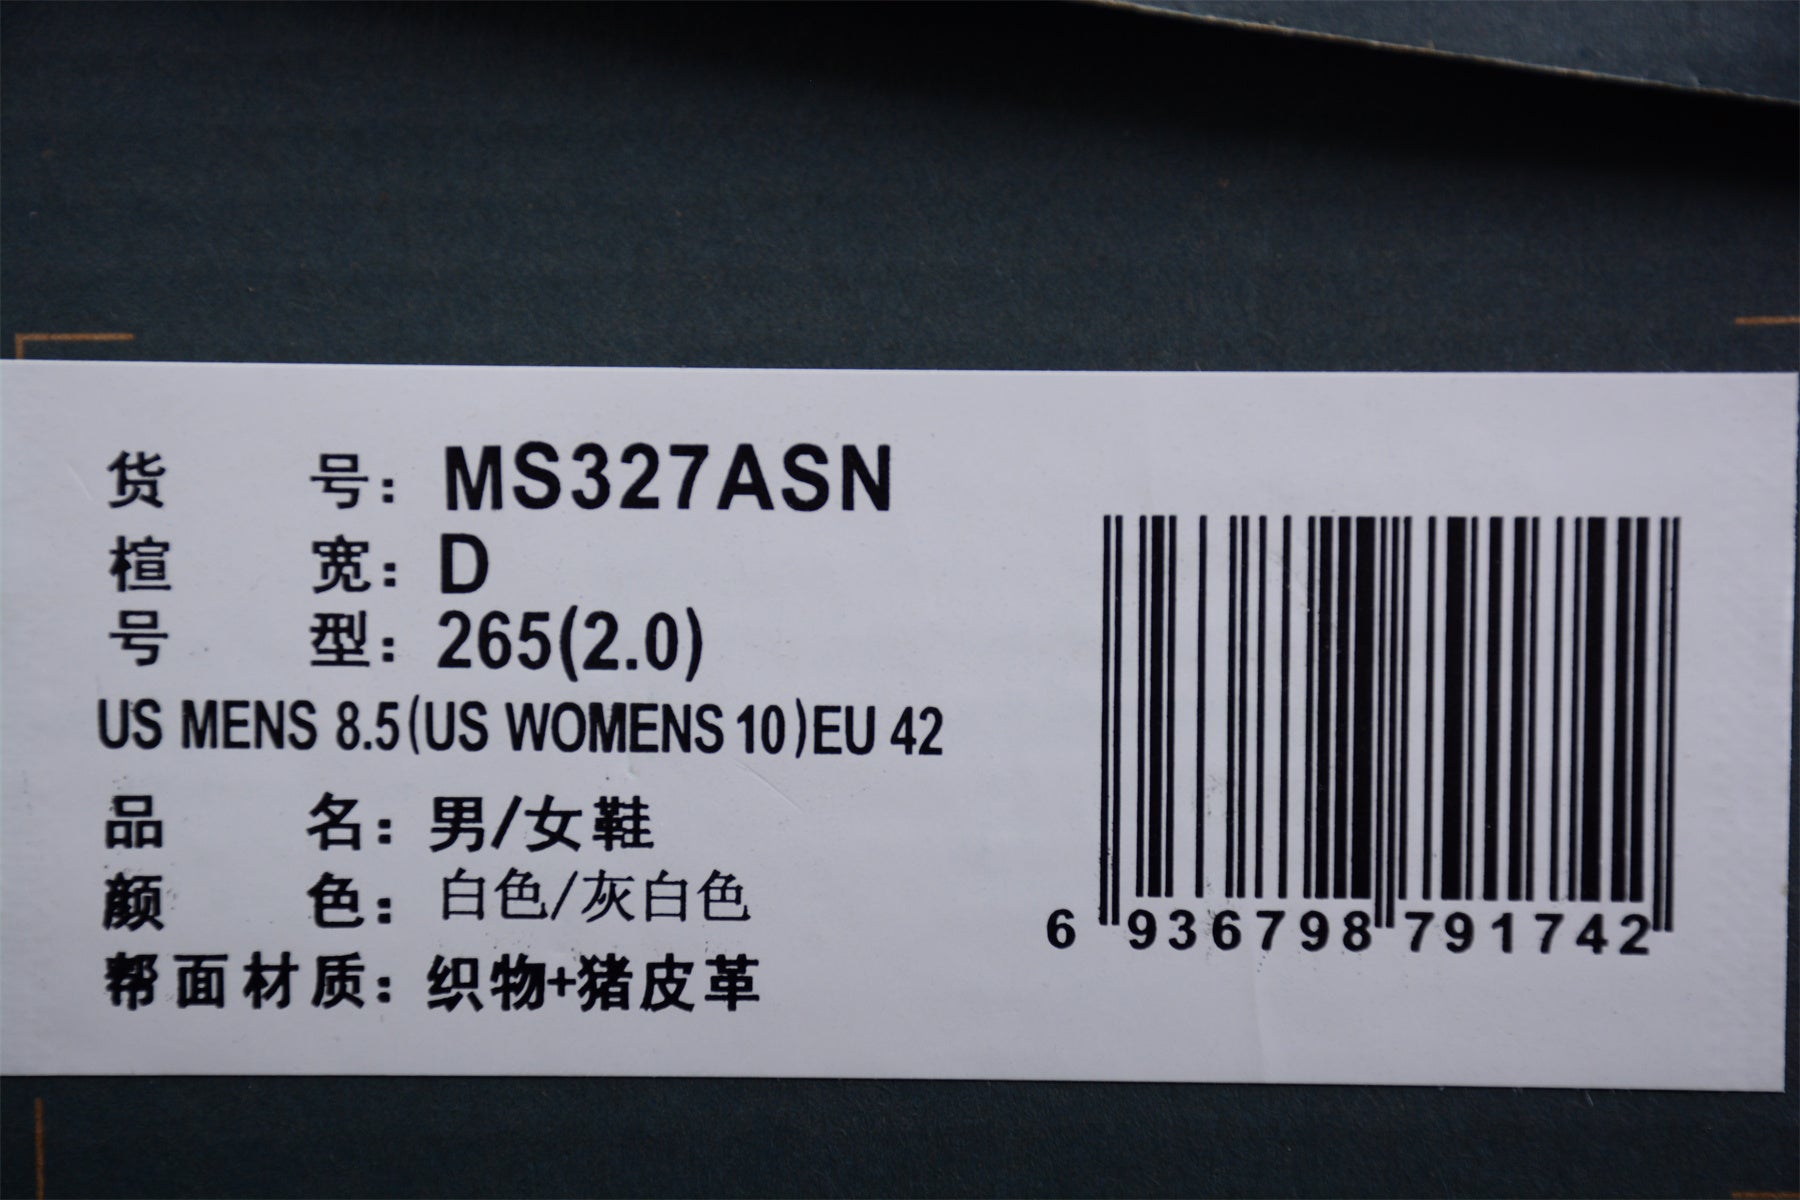 货 号: MS327ASN
楦 宽: D
号 型: 265(2.0)
US MENS 8.5(US WOMENS 10)EU 42
品 名: 男/女鞋
颜 色: 白色/灰白色
帮面材质: 织物+猪皮革
6 936798 791742